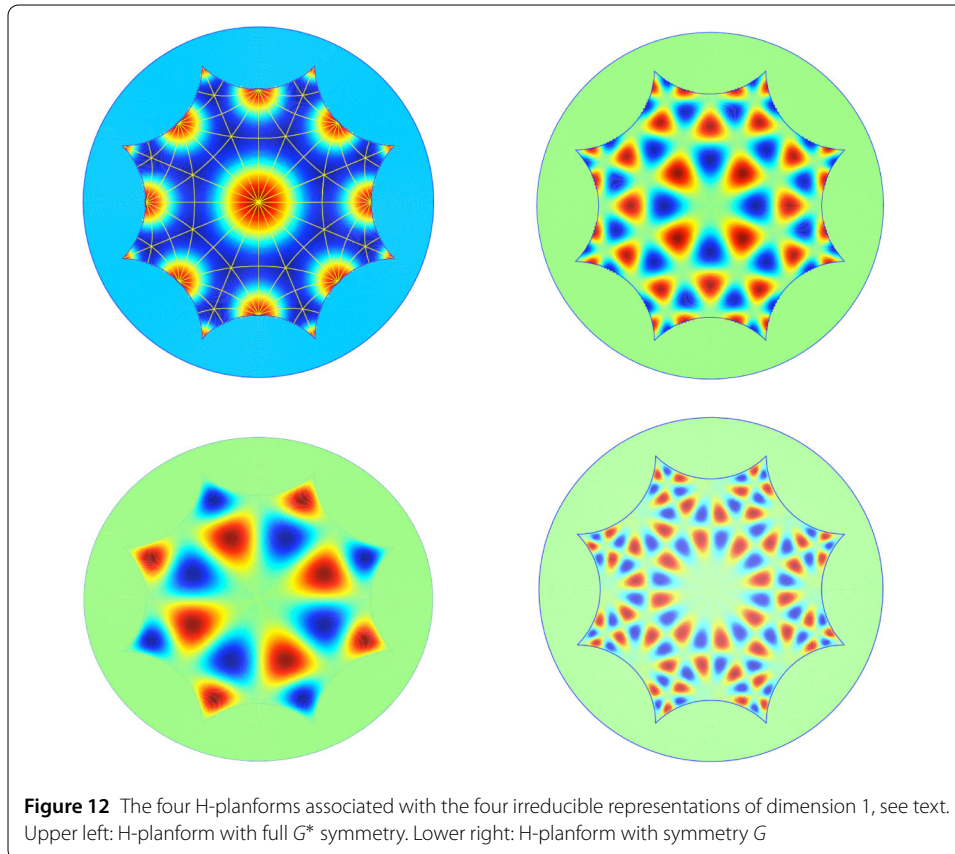 Figure 12 The four H-planforms associated with the four irreducible representations of dimension 1, see text.
Upper left: H-planform with full G* symmetry. Lower right: H-planform with symmetry G